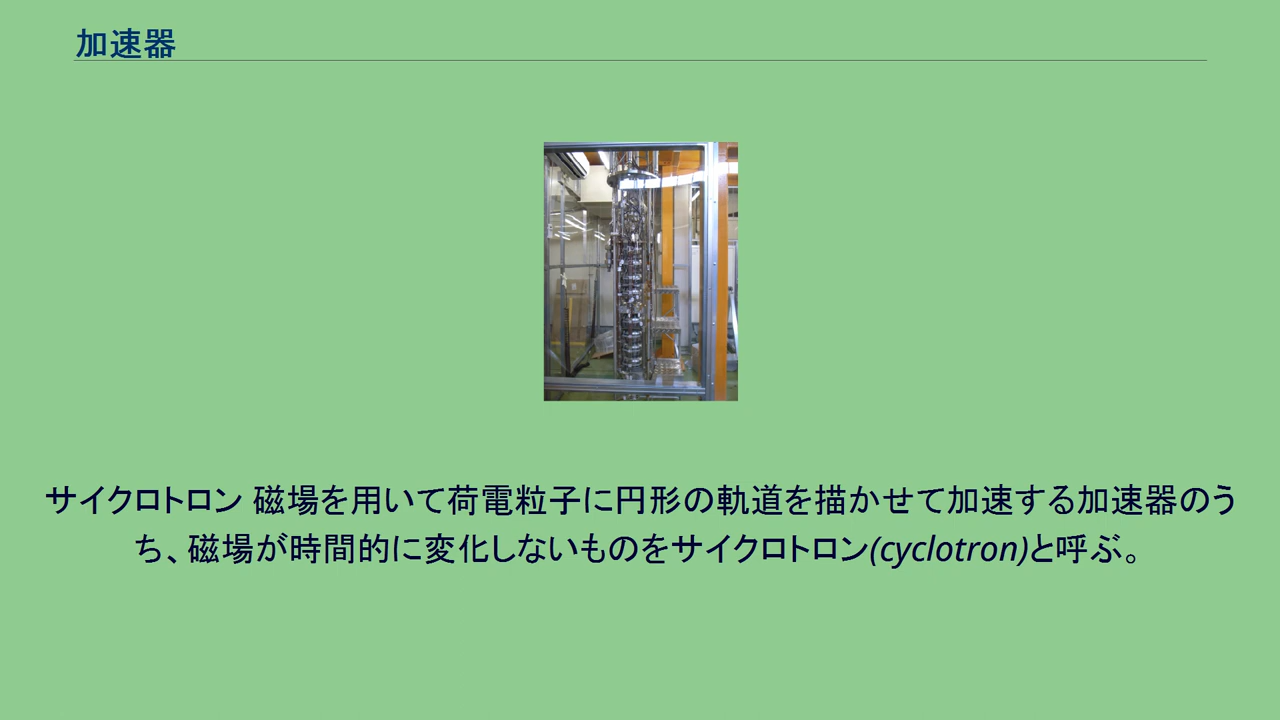 加速器
サイクロトロン 磁場を用いて荷電粒子に円形の軌道を描かせて加速する加速器のう
ち、磁場が時間的に変化しないものをサイクロトロン(cyclotron)と呼ぶ。